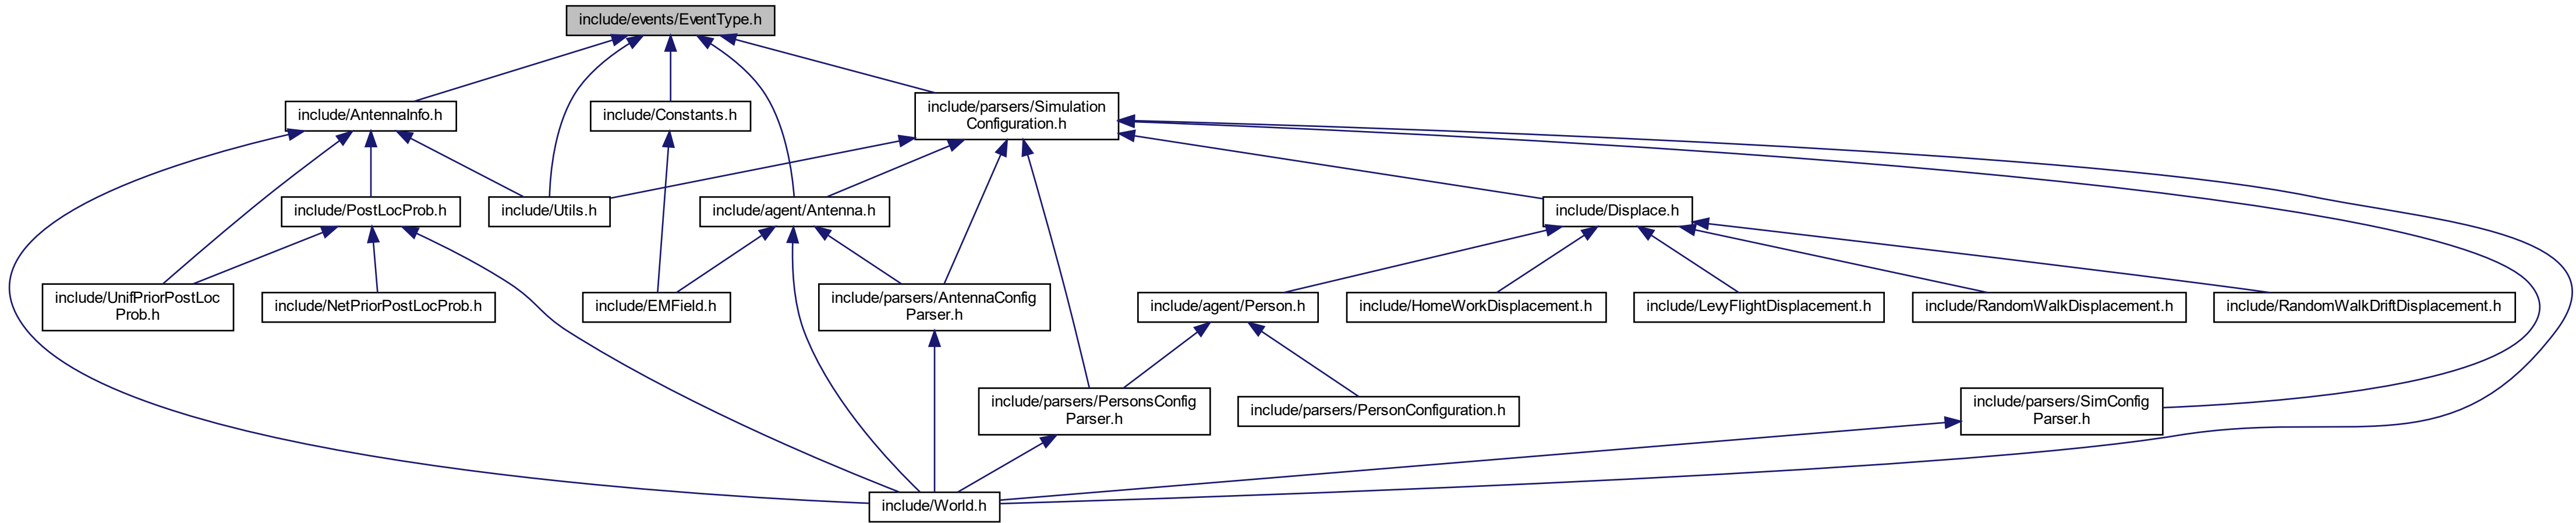 include/events/EventType.h
include/AntennaInfo.h
include/Constants.h
include/parsers/Simulation
Configuration.h
include/PostLocProb.h
include/Utils.h
include/agent/Antenna.h
include/Displace.h
include/UnifPriorPostLoc
Prob.h
include/NetPriorPostLocProb.h
include/EMField.h
include/parsers/AntennaConfig
Parser.h
include/agent/Person.h
include/HomeWorkDisplacement.h
include/LevyFlightDisplacement.h
include/RandomWalkDisplacement.h
include/RandomWalkDriftDisplacement.h
include/parsers/PersonsConfig
Parser.h
include/parsers/PersonConfiguration.h
include/parsers/SimConfig
Parser.h
include/World.h